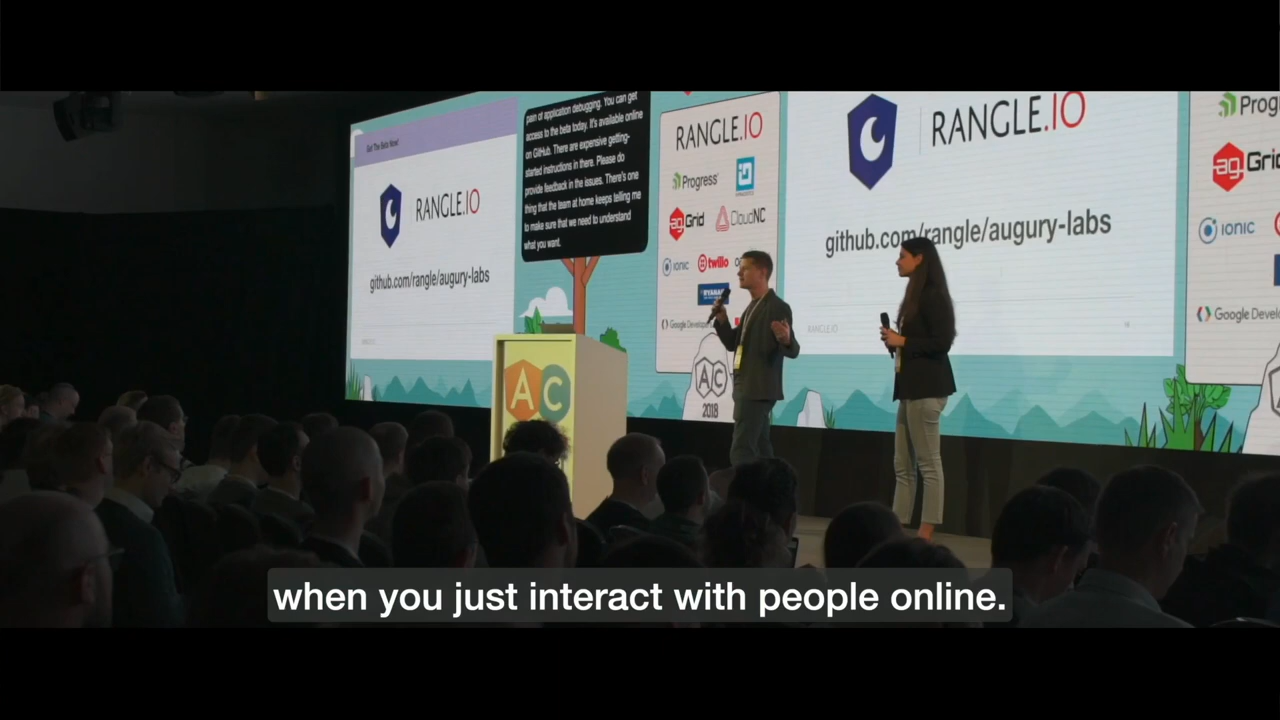 Get The Beta Now!
RANGLE.IO
github.com/rangle/augury-labs
pain of application debugging. You can get
access to the beta today. It's available online
on GitHub. There are expensive getting-
started instructions in there. Please do
provide feedback in the issues. There's one
thing that the team at home keeps telling me
to make sure that we need to understand
what you want.
RANGLE.IO
Progress
ag Grid
CloudNC
ionic
twilio
Google Develop
AC
2018
RANGLE.IO
github.com/rangle/augury-labs
RANGLE.IO
Prog
ag Grid
IONIC
Google Devel
AC
when you just interact with people online.